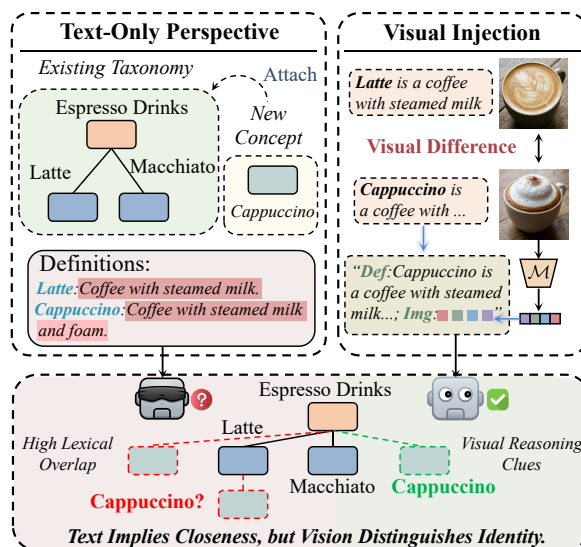 Text-Only Perspective
Existing Taxonomy
Attach
Espresso Drinks
New
Concept
Latte
Macchiato
Cappuccino
Definitions:
Latte:Coffee with steamed milk.
Cappuccino:Coffee with steamed milk
and foam.
Visual Injection
Latte is a coffee
with steamed milk
Visual Difference
Cappuccino is
a coffee with ...
M
“Def:Cappuccino is
a coffee with steamed
milk...; Img: ”
?
Espresso Drinks
High Lexical
Overlap
Latte
Visual Reasoning
Clues
Macchiato
Cappuccino
Cappuccino?
Text Implies Closeness, but Vision Distinguishes Identity.